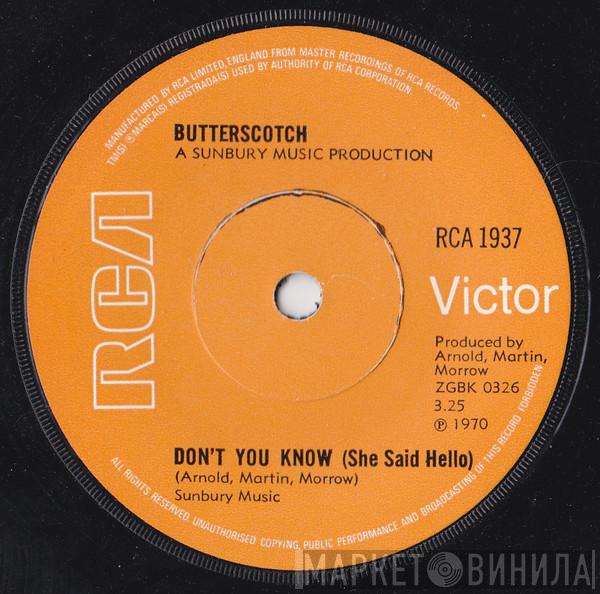 MANUFACTURED BY RCA LIMITED, ENGLAND FROM MASTER RECORDINGS OF RCA RECORDS.
TM(S) ® MARCA(S) REGISTRADA(S) USED BY AUTHORITY OF RCA CORPORATION.
BUTTERSCOTCH
A SUNBURY MUSIC PRODUCTION
RCA
RCA 1937
Victor
Produced by
Arnold, Martin,
Morrow
ZGBK 0326
3.25
℗ 1970
DON'T YOU KNOW (She Said Hello)
(Arnold, Martin, Morrow)
Sunbury Music
ALL RIGHTS RESERVED. UNAUTHORISED COPYING, PUBLIC PERFORMANCE AND BROADCASTING OF THIS RECORD FORBIDDEN
МАРКЕТ ВИНИЛА